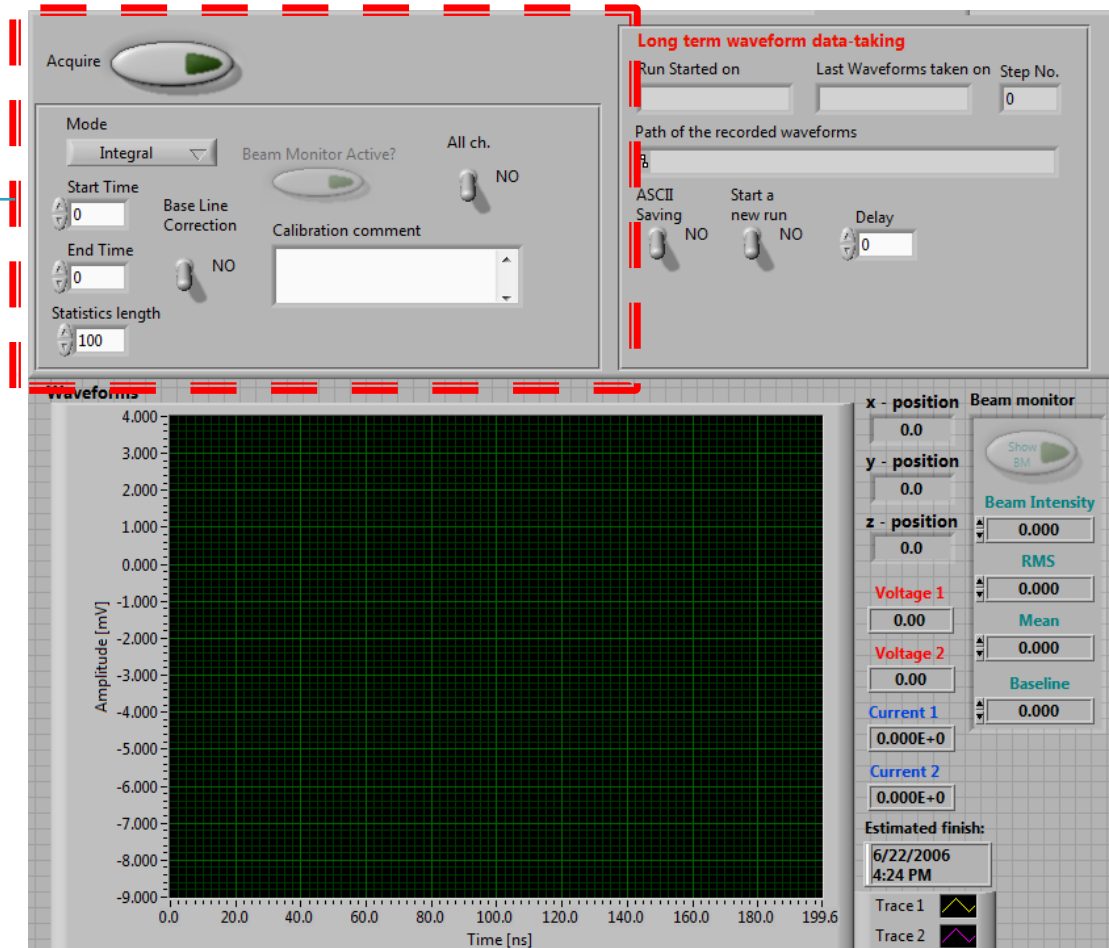 Acquire
Mode
Integral
Start Time
0
End Time
0
Statistics length
100
Base Line
Correction
NO
Beam Monitor Active?
All ch.
NO
Calibration comment
Long term waveform data-taking
Run Started on
Last Waveforms taken on
Step No.
0
Path of the recorded waveforms
ASCII
Saving
NO
Start a
new run
NO
Delay
0
Waveforms
4.000
3.000
2.000
1.000
0.000
-1.000
-2.000
-3.000
-4.000
-5.000
-6.000
-7.000
-8.000
-9.000
Amplitude [mV]
0.0 20.0 40.0 60.0 80.0 100.0 120.0 140.0 160.0 180.0 199.6
Time [ns]
x - position
0.0
y - position
0.0
z - position
0.0
Voltage 1
0.00
Voltage 2
0.00
Current 1
0.000E+0
Current 2
0.000E+0
Estimated finish:
6/22/2006
4:24 PM
Trace 1
Trace 2
Beam monitor
Show
BM
Beam Intensity
0.000
RMS
0.000
Mean
0.000
Baseline
0.000